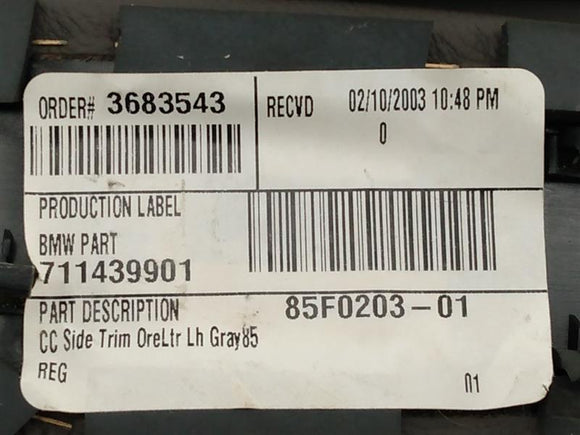 ORDER# 3683543
RECVD 02/10/2003 10:48 PM
0
PRODUCTION LABEL
BMW PART
711439901
PART DESCRIPTION 85F0203-01
CC Side Trim OreLtr Lh Gray85
REG
01